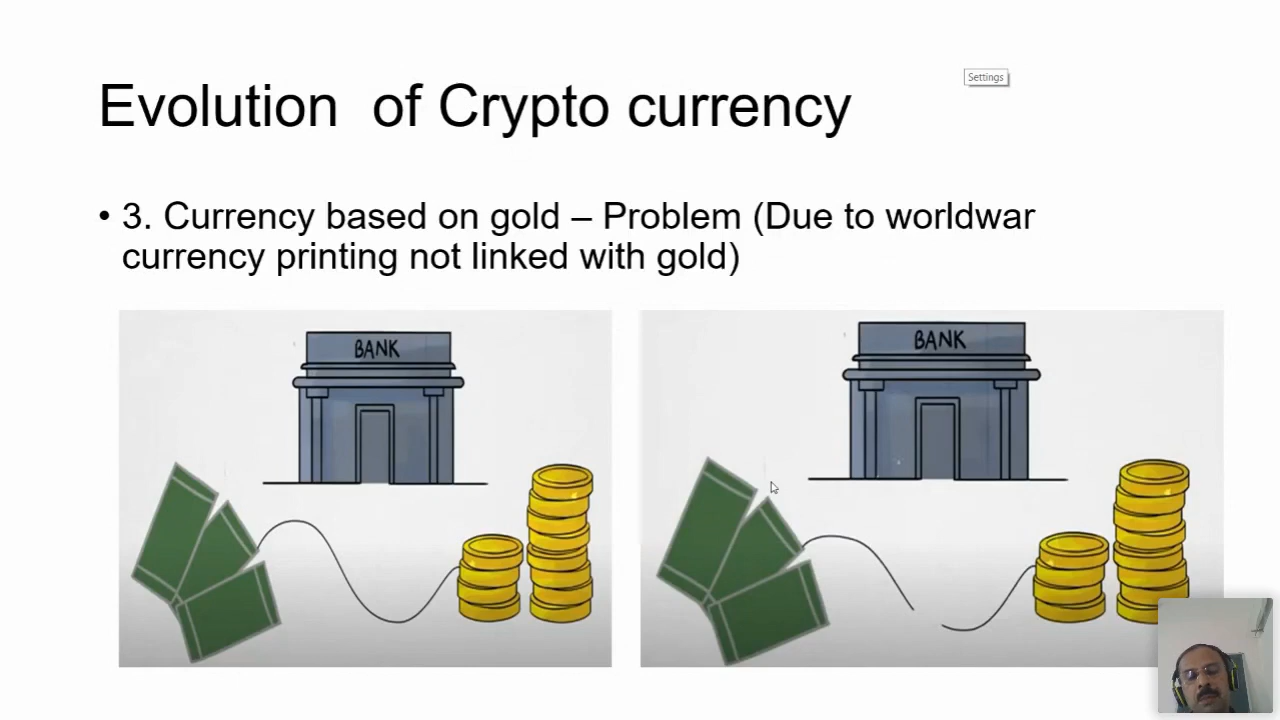 Settings
Evolution  of Crypto currency
• 3. Currency based on gold – Problem (Due to worldwar
currency printing not linked with gold)
BANK
BANK